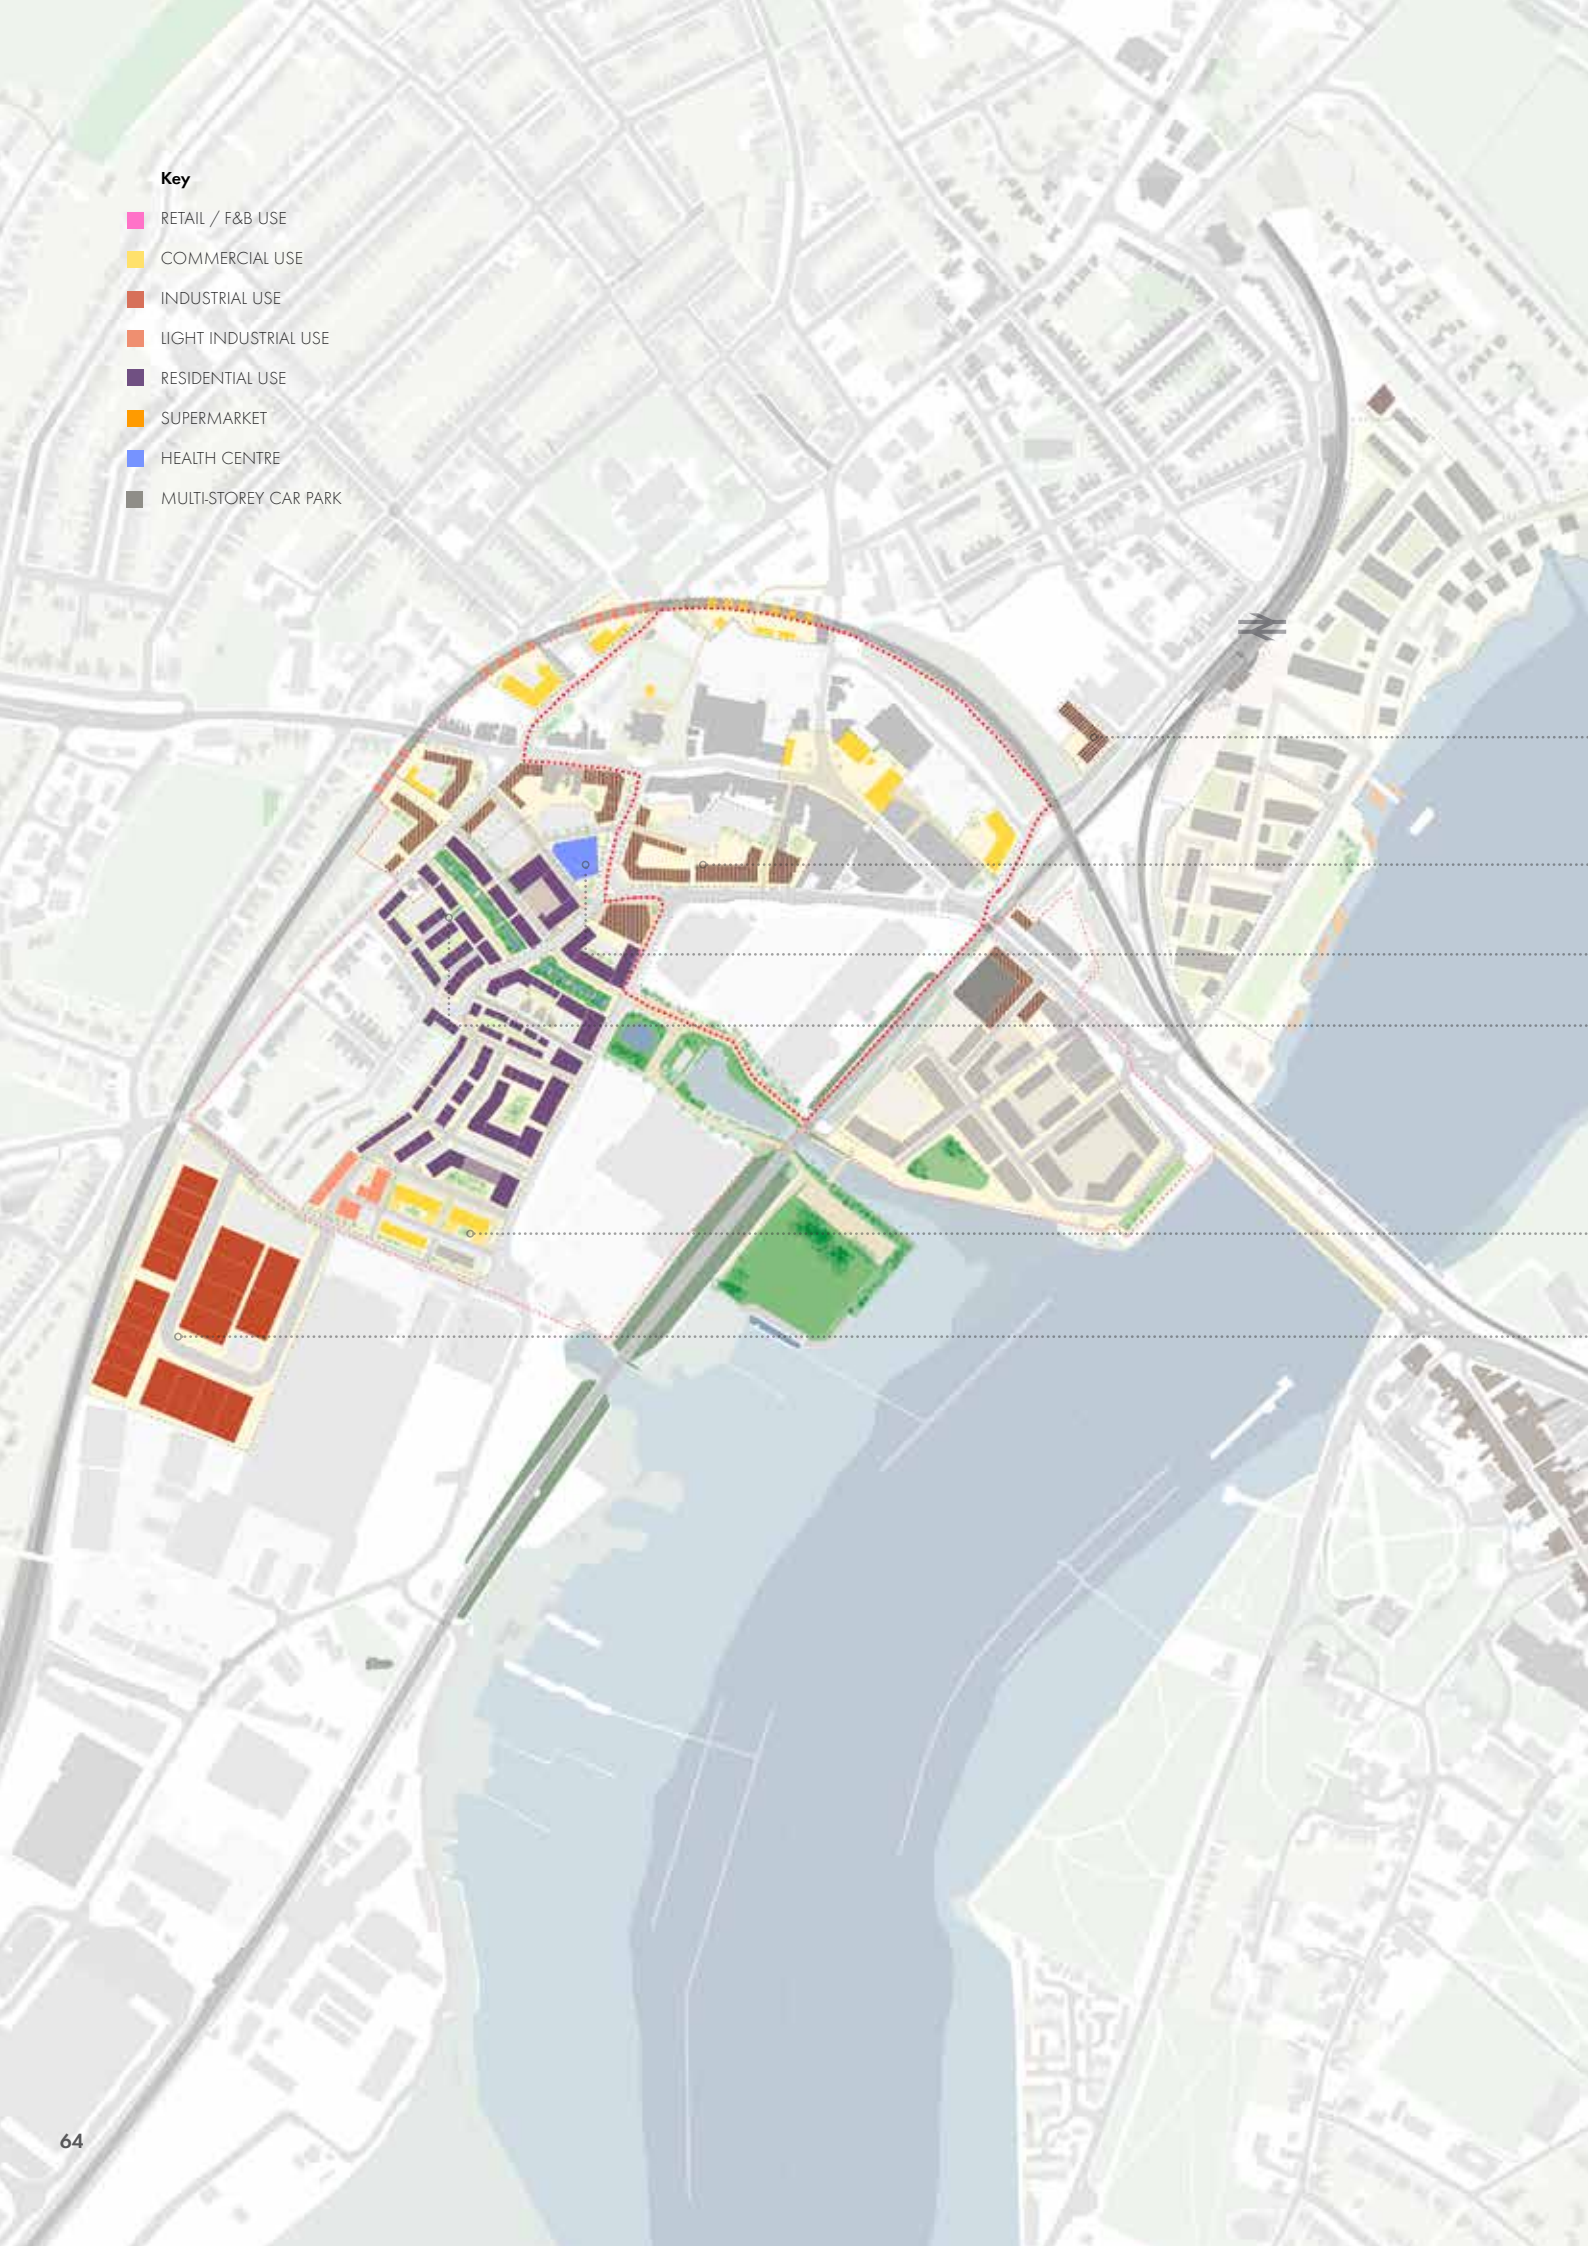 Key
RETAIL / F&B USE
COMMERCIAL USE
INDUSTRIAL USE
LIGHT INDUSTRIAL USE
RESIDENTIAL USE
SUPERMARKET
HEALTH CENTRE
MULTI-STOREY CAR PARK
64